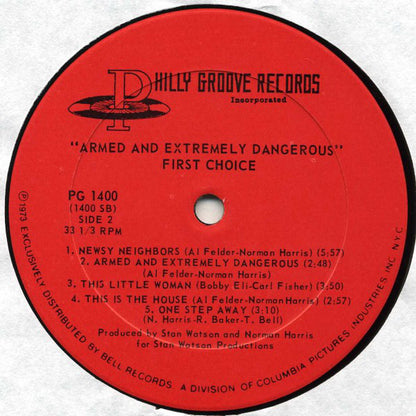 PHILLY GROOVE RECORDS
Incorporated
"ARMED AND EXTREMELY DANGEROUS"
FIRST CHOICE
PG 1400
(1400 SB)
SIDE 2
33 1/3 RPM
1. NEWSY NEIGHBORS (Al Felder-Norman Harris) (5:57)
2. ARMED AND EXTREMELY DANGEROUS (2:48)
(Al Felder-Norman Harris)
3. THIS LITTLE WOMAN (Bobby Eli-Carl Fisher) (3:50)
4. THIS IS THE HOUSE (Al Felder-Norman Harris) (2:57)
5. ONE STEP AWAY (3:10)
(N. Harris-R. Baker-T. Bell)
Produced by Stan Watson and Norman Harris
for Stan Watson Productions
Ⓟ1973 EXCLUSIVELY DISTRIBUTED BY BELL RECORDS. A DIVISION OF COLUMBIA PICTURES INDUSTRIES INC. N.Y.C.